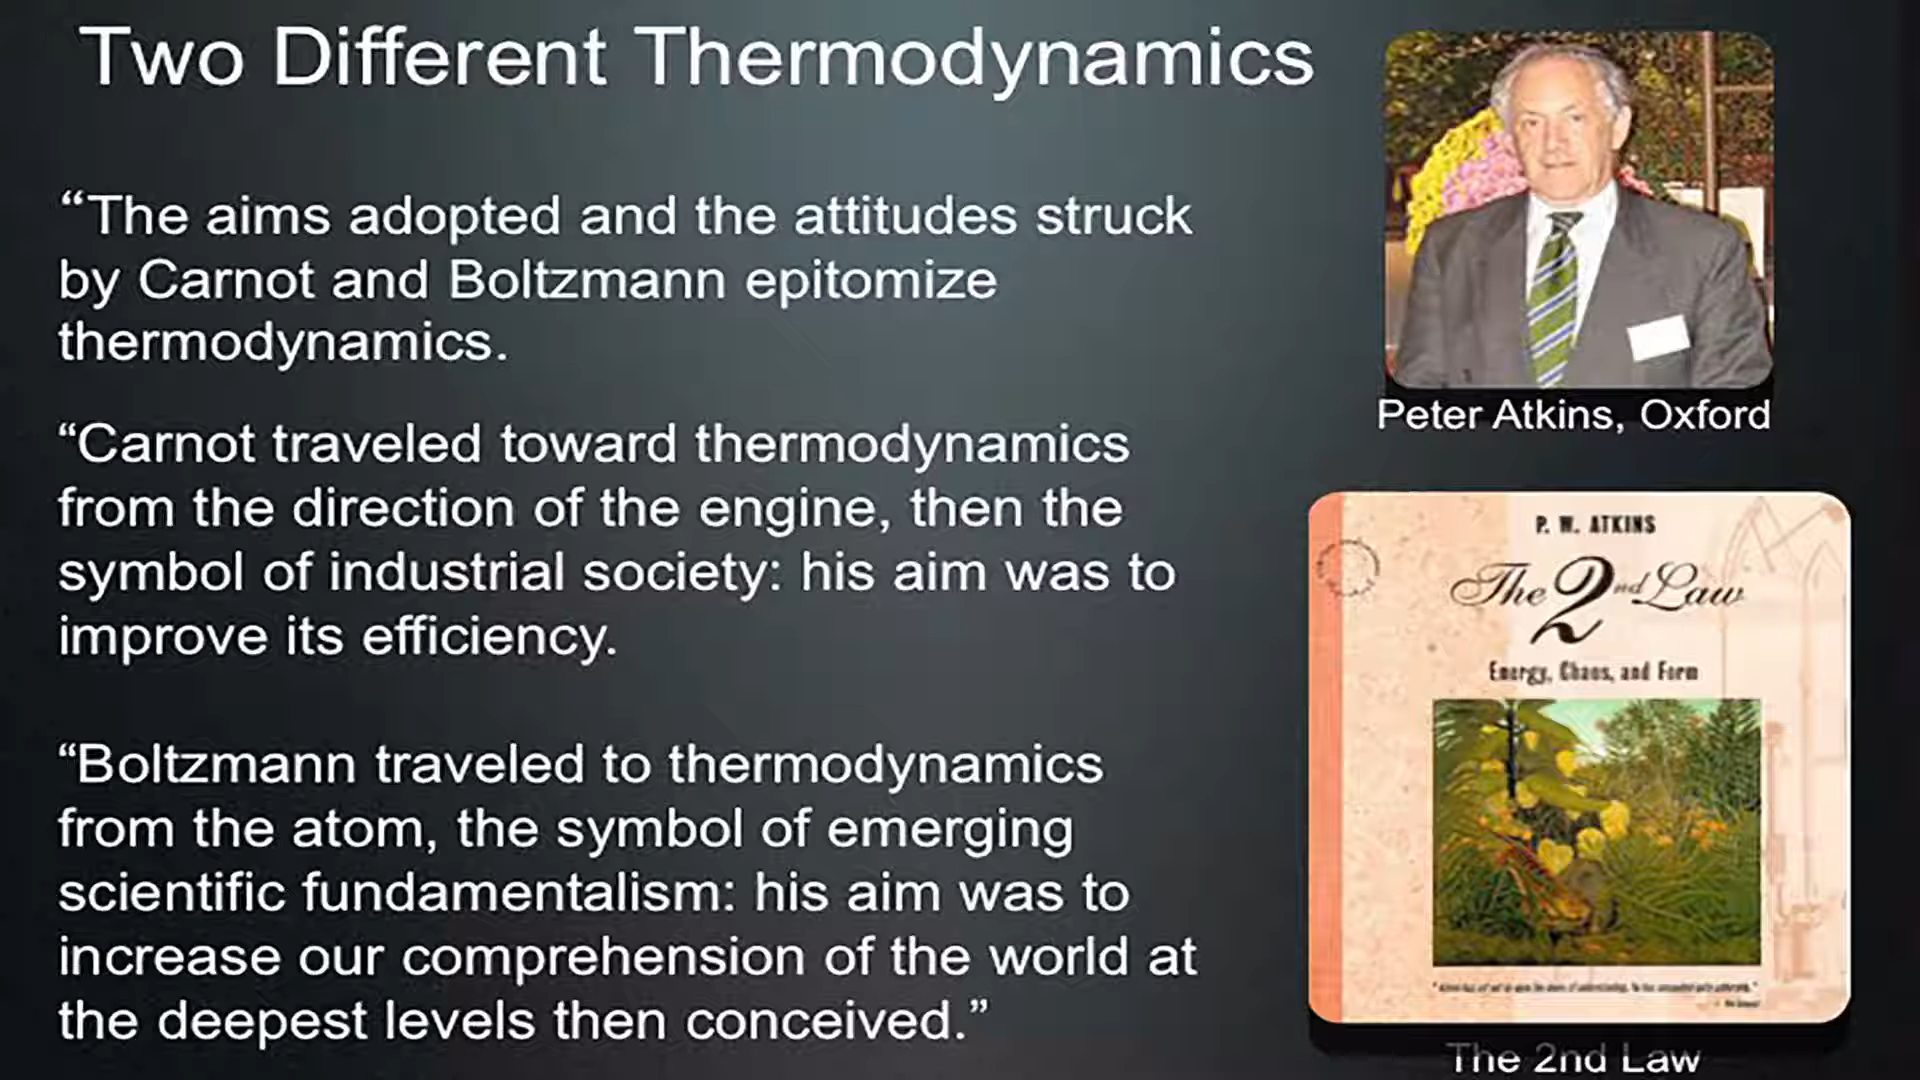 Two Different Thermodynamics
“The aims adopted and the attitudes struck
by Carnot and Boltzmann epitomize
thermodynamics.
“Carnot traveled toward thermodynamics
from the direction of the engine, then the
symbol of industrial society: his aim was to
improve its efficiency.
“Boltzmann traveled to thermodynamics
from the atom, the symbol of emerging
scientific fundamentalism: his aim was to
increase our comprehension of the world at
the deepest levels then conceived.”
Peter Atkins, Oxford
P. W. ATKINS
The 2nd Law
Energy, Chaos, and Form
The 2nd Law